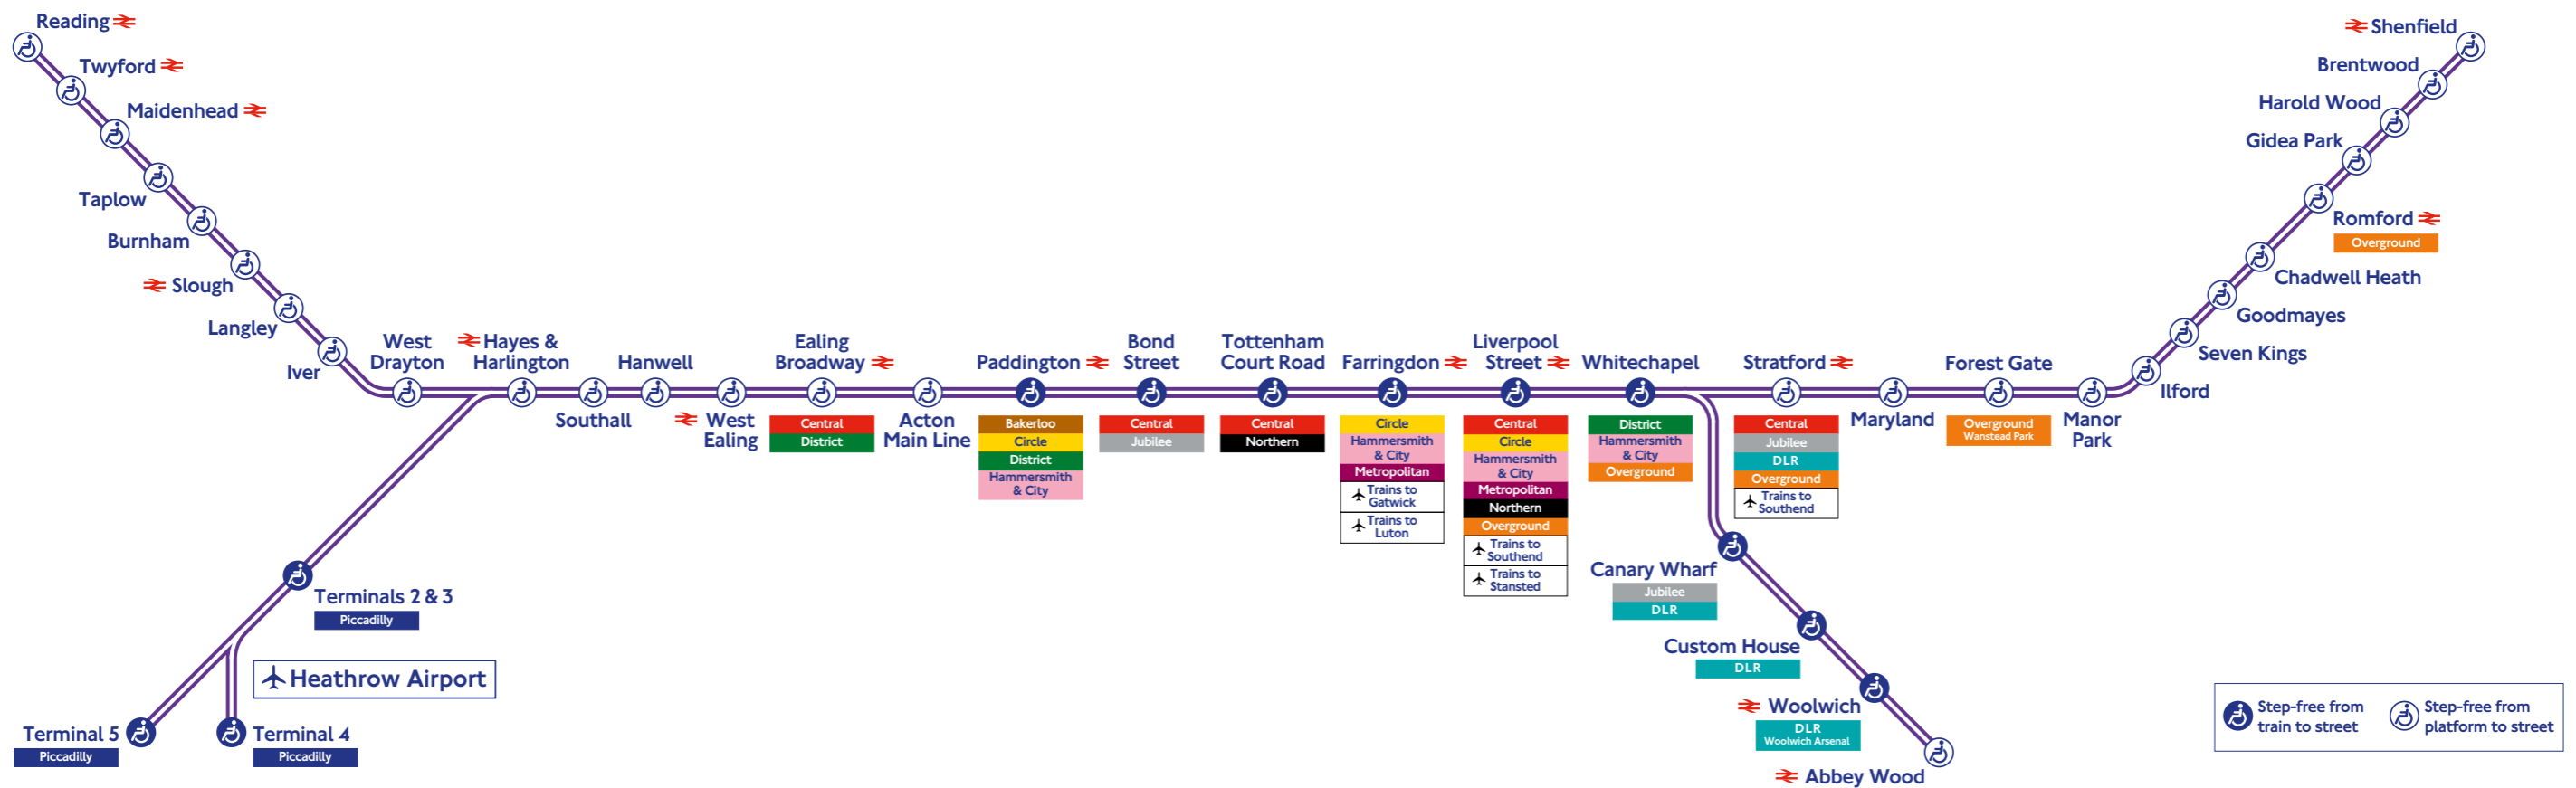 Reading
Twyford
Maidenhead
Taplow
Burnham
Slough
Langley
Iver
West
Drayton
Hayes &
Harlington
Southall
Hanwell
West
Ealing
Ealing
Broadway
Central
District
Acton
Main Line
Paddington
Bakerloo
Circle
District
Hammersmith
& City
Bond
Street
Central
Jubilee
Tottenham
Court Road
Central
Northern
Farringdon
Circle
Hammersmith
& City
Metropolitan
Trains to
Gatwick
Trains to
Luton
Liverpool
Street
Central
Circle
Hammersmith
& City
Metropolitan
Northern
Overground
Trains to
Southend
Trains to
Stansted
Whitechapel
District
Hammersmith
& City
Overground
Stratford
Central
Jubilee
DLR
Overground
Trains to
Southend
Maryland
Forest Gate
Overground
Wanstead Park
Manor
Park
Ilford
Seven Kings
Goodmayes
Chadwell Heath
Romford
Overground
Gidea Park
Harold Wood
Brentwood
Shenfield
Terminals 2 & 3
Piccadilly
Heathrow Airport
Terminal 5
Piccadilly
Terminal 4
Piccadilly
Canary Wharf
Jubilee
DLR
Custom House
DLR
Woolwich
DLR
Woolwich Arsenal
Abbey Wood
Step-free from
train to street
Step-free from
platform to street